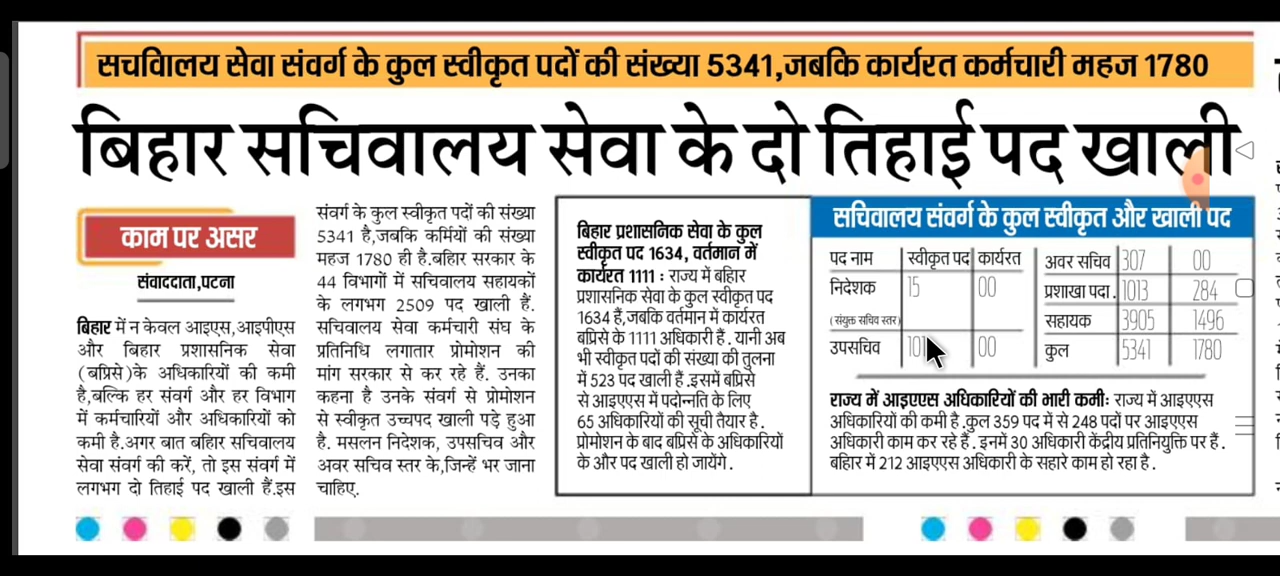 सचविालय सेवा संवर्ग के कुल स्वीकृत पदों की संख्या 5341,जबकि कार्यरत कर्मचारी महज 1780
बिहार सचिवालय सेवा के दो तिहाई पद खाली
काम पर असर
संवाददाता,पटना
बिहार में न केवल आइएस,आइपीएस
और बिहार प्रशासनिक सेवा
(बप्रिसे)के अधिकारियों की कमी
है,बल्कि हर संवर्ग और हर विभाग
में कर्मचारियों और अधिकारियों को
कमी है.अगर बात बहिार सचिवालय
सेवा संवर्ग की करें, तो इस संवर्ग में
लगभग दो तिहाई पद खाली हैं.इस
संवर्ग के कुल स्वीकृत पदों की संख्या
5341 है,जबकि कर्मियों की संख्या
महज 1780 ही है.बहिार सरकार के
44 विभागों में सचिवालय सहायकों
के लगभग 2509 पद खाली हैं.
सचिवालय सेवा कर्मचारी संघ के
प्रतिनिधि लगातार प्रोमोशन की
मांग सरकार से कर रहे हैं. उनका
कहना है उनके संवर्ग से प्रोमोशन
से स्वीकृत उच्चपद खाली पड़े हुआ
है. मसलन निदेशक, उपसचिव और
अवर सचिव स्तर के,जिन्हें भर जाना
चाहिए.
बिहार प्रशासनिक सेवा के कुल
स्वीकृत पद 1634, वर्तमान में
कार्यरत 1111 : राज्य में बहिार
प्रशासनिक सेवा के कुल स्वीकृत पद
1634 हैं,जबकि वर्तमान में कार्यरत
बप्रिसे के 1111 अधिकारी हैं . यानी अब
भी स्वीकृत पदों की संख्या की तुलना
में 523 पद खाली हैं .इसमें बप्रिसे
से आइएएस में पदोन्नति के लिए
65 अधिकारियों की सूची तैयार है .
प्रोमोशन के बाद बप्रिसे के अधिकारियों
के और पद खाली हो जायेंगे .
सचिवालय संवर्ग के कुल स्वीकृत और खाली पद
पद नाम स्वीकृत पद कार्यरत
निदेशक 15 00
(संयुक्त सचिव स्तर)
उपसचिव 00
अवर सचिव 307 00
प्रशाखा पदा. 1013 284
सहायक 3905 1496
कुल 5341 1780
राज्य में आइएएस अधिकारियों की भारी कमी: राज्य में आइएएस
अधिकारियों की कमी है .कुल 359 पद में से 248 पदों पर आइएएस
अधिकारी काम कर रहे हैं . इनमें 30 अधिकारी केंद्रीय प्रतिनियुक्ति पर हैं .
बहिार में 212 आइएएस अधिकारी के सहारे काम हो रहा है .